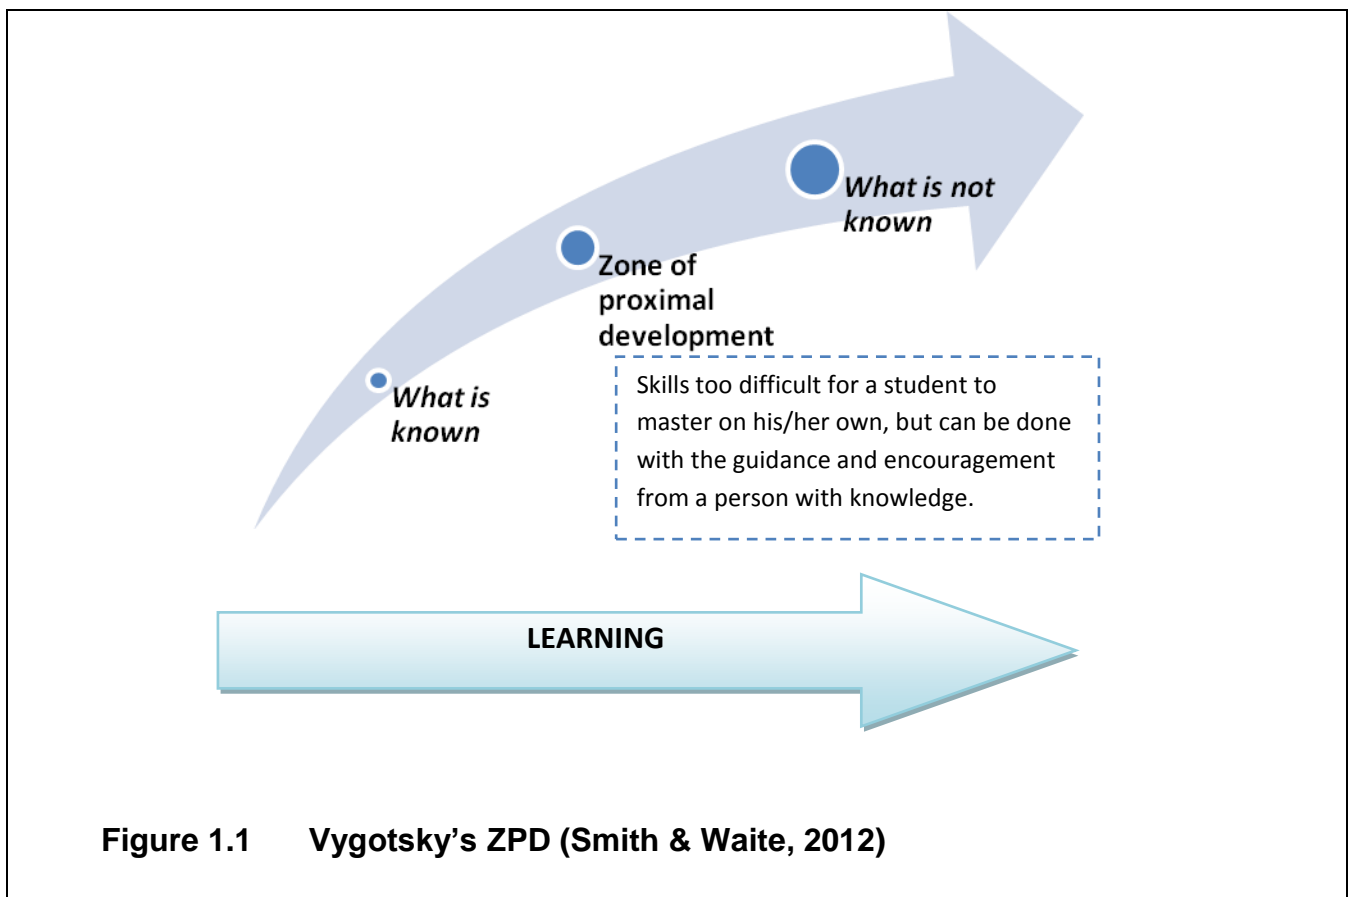 What is not
known
Zone of
proximal
development
What is
known
Skills too difficult for a student to
master on his/her own, but can be done
with the guidance and encouragement
from a person with knowledge.
LEARNING
Figure 1.1 Vygotsky’s ZPD (Smith & Waite, 2012)